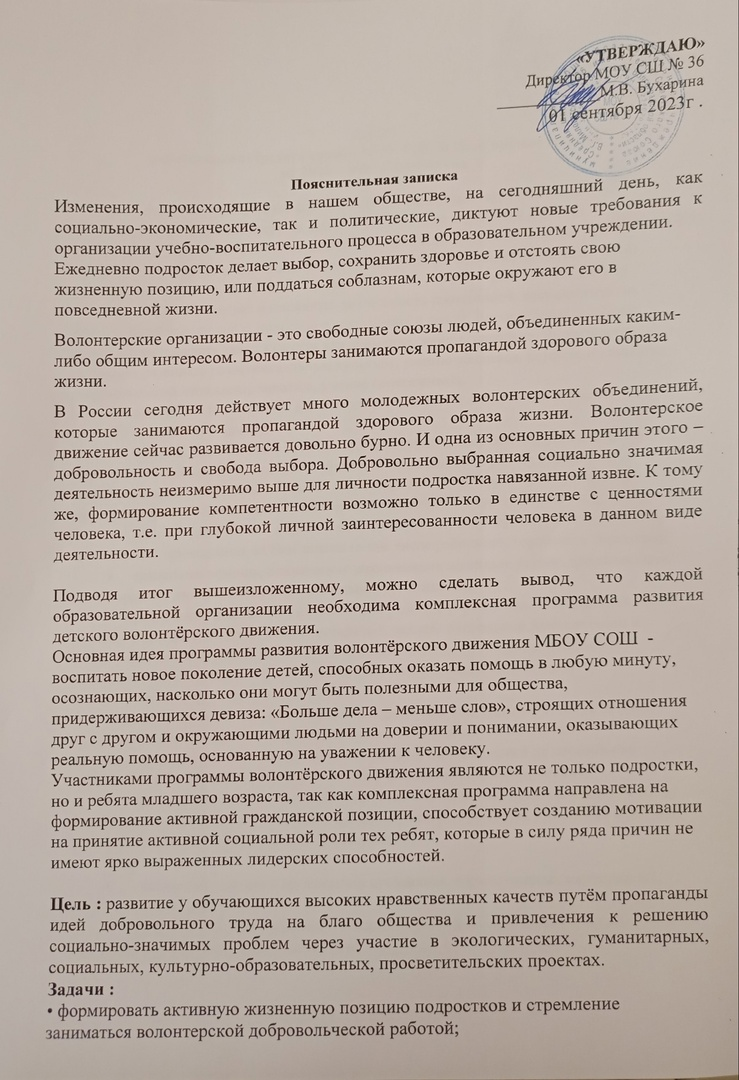 «УТВЕРЖДАЮ»
Директор МОУ СШ № 36
М.В. Бухарина
01 сентября 2023г .
Пояснительная записка
Изменения, происходящие в нашем обществе, на сегодняшний день, как
социально-экономические, так и политические, диктуют новые требования к
организации учебно-воспитательного процесса в образовательном учреждении.
Ежедневно подросток делает выбор, сохранить здоровье и отстоять свою
жизненную позицию, или поддаться соблазнам, которые окружают его в
повседневной жизни.
Волонтерские организации - это свободные союзы людей, объединенных каким-
либо общим интересом. Волонтеры занимаются пропагандой здорового образа
жизни.
В России сегодня действует много молодежных волонтерских объединений,
которые занимаются пропагандой здорового образа жизни. Волонтерское
движение сейчас развивается довольно бурно. И одна из основных причин этого –
добровольность и свобода выбора. Добровольно выбранная социально значимая
деятельность неизмеримо выше для личности подростка навязанной извне. К тому
же, формирование компетентности возможно только в единстве с ценностями
человека, т.е. при глубокой личной заинтересованности человека в данном виде
деятельности.
Подводя итог вышеизложенному, можно сделать вывод, что каждой
образовательной организации необходима комплексная программа развития
детского волонтёрского движения.
Основная идея программы развития волонтёрского движения МБОУ СОШ -
воспитать новое поколение детей, способных оказать помощь в любую минуту,
осознающих, насколько они могут быть полезными для общества,
придерживающихся девиза: «Больше дела – меньше слов», строящих отношения
друг с другом и окружающими людьми на доверии и понимании, оказывающих
реальную помощь, основанную на уважении к человеку.
Участниками программы волонтёрского движения являются не только подростки,
но и ребята младшего возраста, так как комплексная программа направлена на
формирование активной гражданской позиции, способствует созданию мотивации
на принятие активной социальной роли тех ребят, которые в силу ряда причин не
имеют ярко выраженных лидерских способностей.
Цель : развитие у обучающихся высоких нравственных качеств путём пропаганды
идей добровольного труда на благо общества и привлечения к решению
социально-значимых проблем через участие в экологических, гуманитарных,
социальных, культурно-образовательных, просветительских проектах.
Задачи :
• формировать активную жизненную позицию подростков и стремление
заниматься волонтерской добровольческой работой;